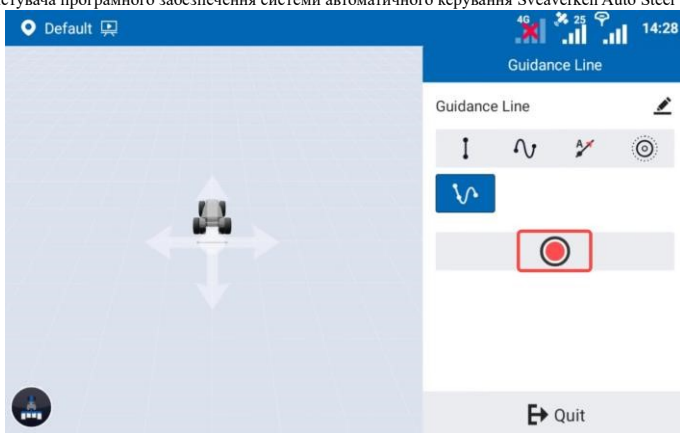 стувача програмного забезпечення системи автоматичного керування Sveaverken Auto Steer
Default
4G
25
14:28
Guidance Line
Guidance Line
A
Quit